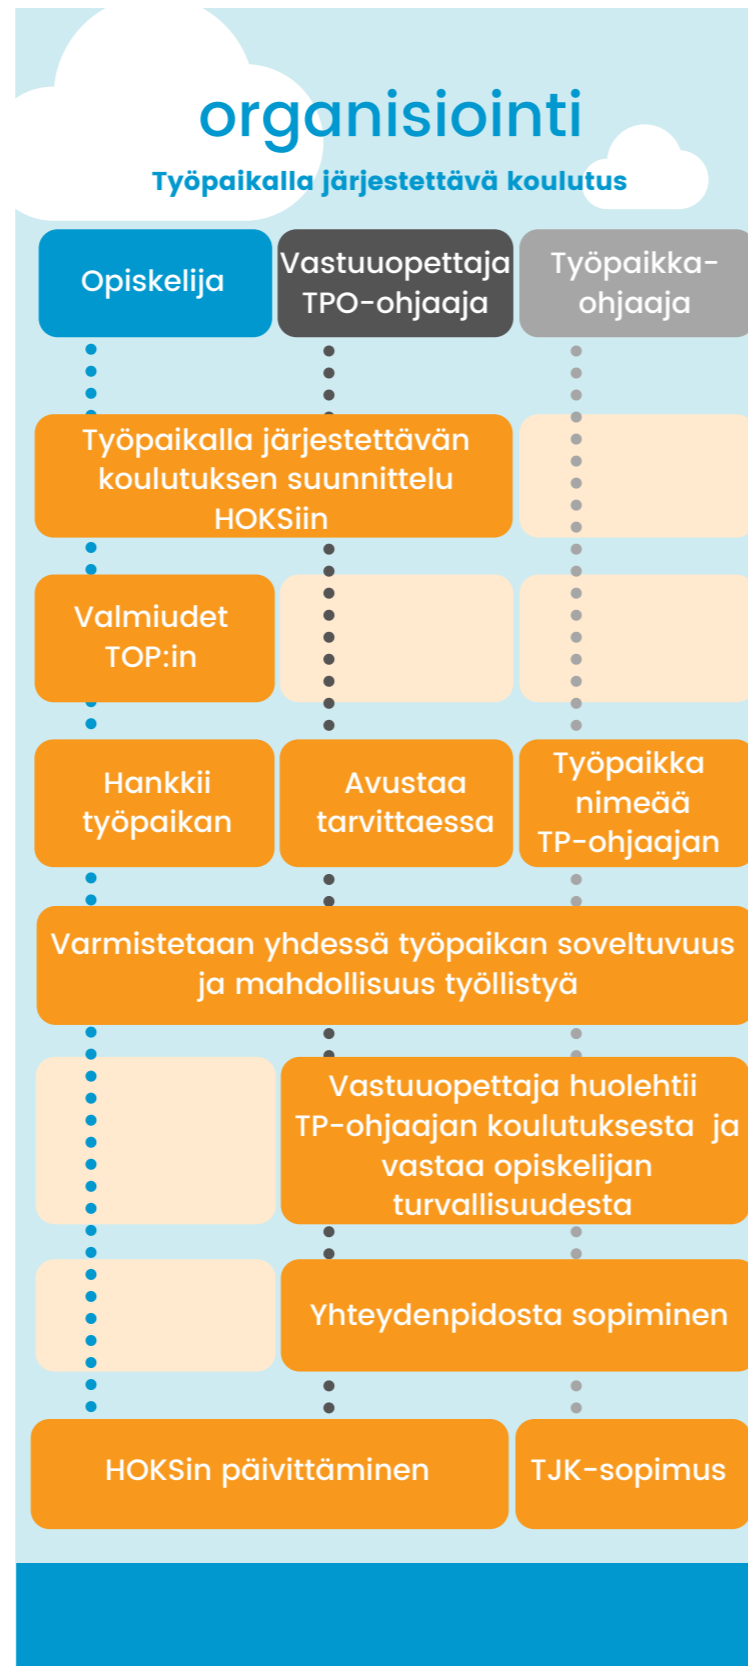 organisiointi
Työpaikalla järjestettävä koulutus
Opiskelija
Vastuuopettaja
TPO-ohjaaja
Työpaikka-
ohjaaja
Työpaikalla järjestettävän
koulutuksen suunnittelu
HOKSiin
Valmiudet
TOP:in
Hankkii
työpaikan
Avustaa
tarvittaessa
Työpaikka
nimeää
TP-ohjaajan
Varmistetaan yhdessä työpaikan soveltuvuus
ja mahdollisuus työllistyä
Vastuuopettaja huolehtii
TP-ohjaajan koulutuksesta ja
vastaa opiskelijan
turvallisuudesta
Yhteydenpidosta sopiminen
HOKSin päivittäminen
TJK-sopimus